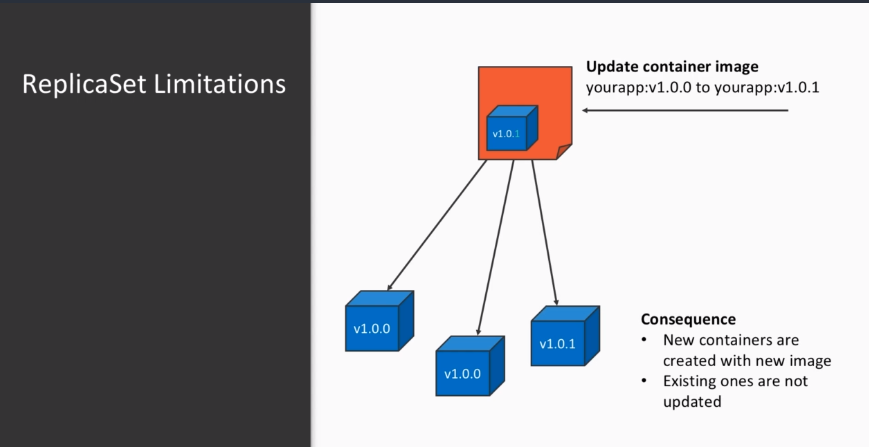 ReplicaSet Limitations
Update container image
yourapp:v1.0.0 to yourapp:v1.0.1
v1.0.1
v1.0.0
v1.0.0
v1.0.1
Consequence
• New containers are
created with new image
• Existing ones are not
updated